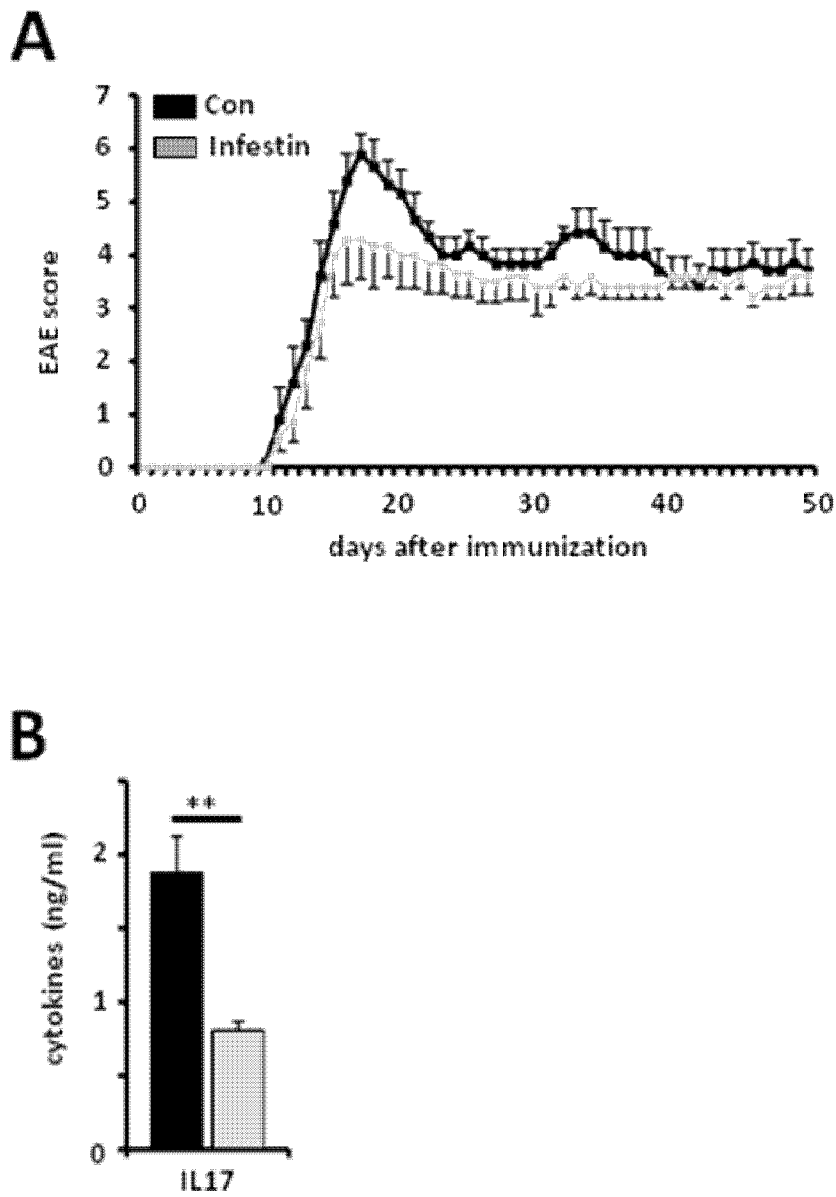 A
7
Con
6
Infestin
5
4
3
2
1
0
EAE score
0 10 20 30 40 50
days after immunization
B
**
2
1
0
cytokines (ng/ml)
IL17